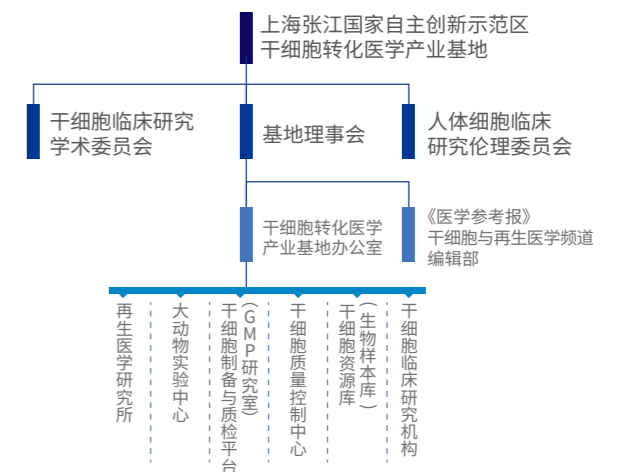 上海张江国家自主创新示范区
干细胞转化医学产业基地
干细胞临床研究
学术委员会
基地理事会
人体细胞临床
研究伦理委员会
干细胞转化医学
产业基地办公室
《医学参考报》
干细胞与再生医学频道
编辑部
再生医学研究所
大动物实验中心
干细胞制备与质检平台
(GMP研究室)
干细胞质量控制中心
干细胞资源库
(生物样本库)
干细胞临床研究机构